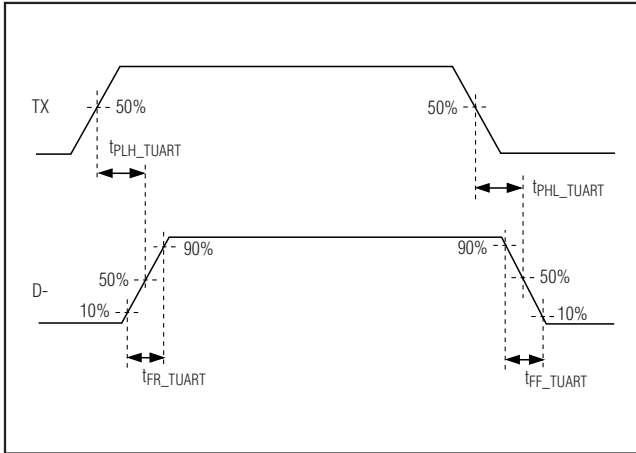 TX
50%
50%
tPLH_TUART
tPHL_TUART
90%
90%
D-
50%
50%
10%
10%
tFR_TUART
tFF_TUART